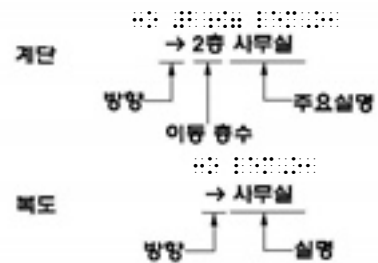 계단 → 2층 사무실
방향 주요실명
이동 층수
복도 → 사무실
방향 실명